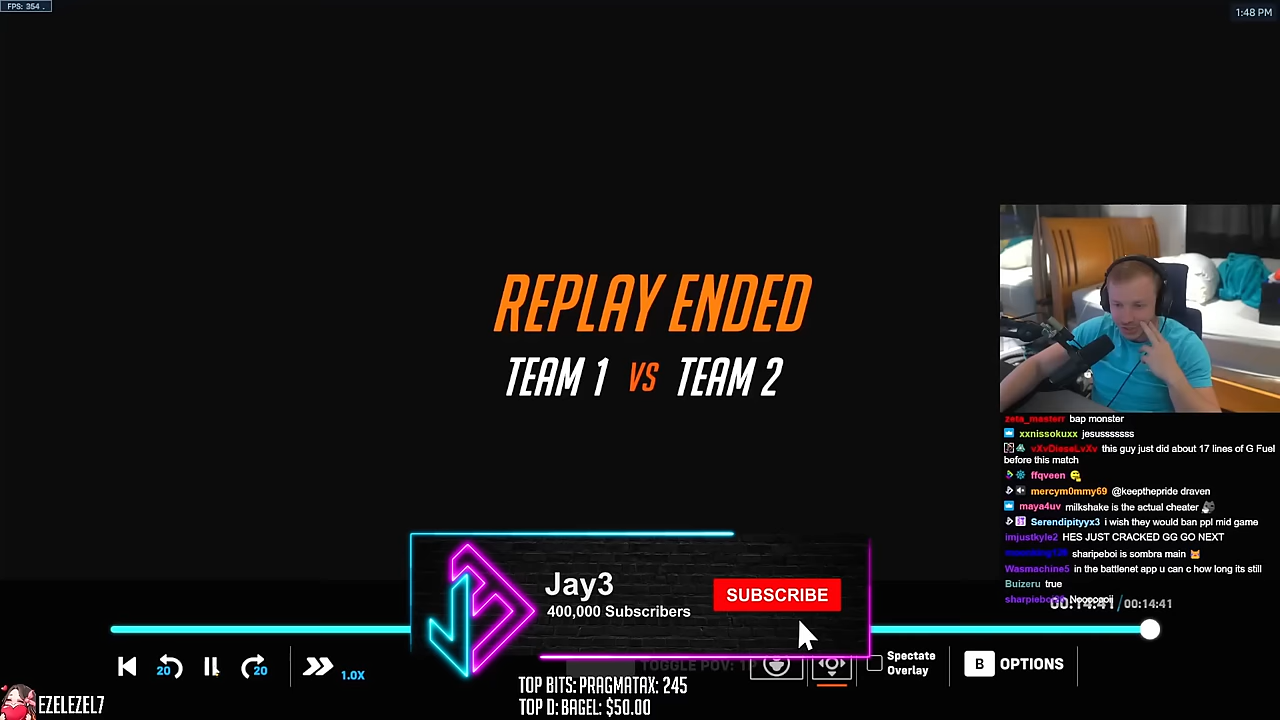 FPS: 354 .
1:48 PM
REPLAY ENDED
TEAM 1 VS TEAM 2
zeta_masterr bap monster
xxnissokuxx jesusssssss
vXvDieseLvXv this guy just did about 17 lines of G Fuel
before this match
ffqveen
mercym0mmy69 @keepthepride draven
maya4uv milkshake is the actual cheater
Serendipityyx3 i wish they would ban ppl mid game
imjustkyle2 HES JUST CRACKED GG GO NEXT
sharipeboi is sombra main
Wasmachine5 in the battlenet app u can c how long its still
Buizeru true
00:14:41 / 00:14:41
Jay3
400,000 Subscribers
SUBSCRIBE
20
20
1.0X
TOGGLE POV:
Spectate
Overlay
B OPTIONS
TOP BITS: PRAGMATAX: 245
TOP D: BAGEL: $50.00
EZELEZEL7